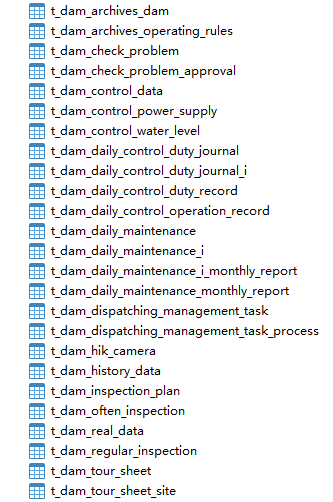 t_dam_archives_dam
t_dam_archives_operating_rules
t_dam_check_problem
t_dam_check_problem_approval
t_dam_control_data
t_dam_control_power_supply
t_dam_control_water_level
t_dam_daily_control_duty_journal
t_dam_daily_control_duty_journal_i
t_dam_daily_control_duty_record
t_dam_daily_control_operation_record
t_dam_daily_maintenance
t_dam_daily_maintenance_i
t_dam_daily_maintenance_i_monthly_report
t_dam_daily_maintenance_monthly_report
t_dam_dispatching_management_task
t_dam_dispatching_management_task_process
t_dam_hik_camera
t_dam_history_data
t_dam_inspection_plan
t_dam_often_inspection
t_dam_real_data
t_dam_regular_inspection
t_dam_tour_sheet
t_dam_tour_sheet_site